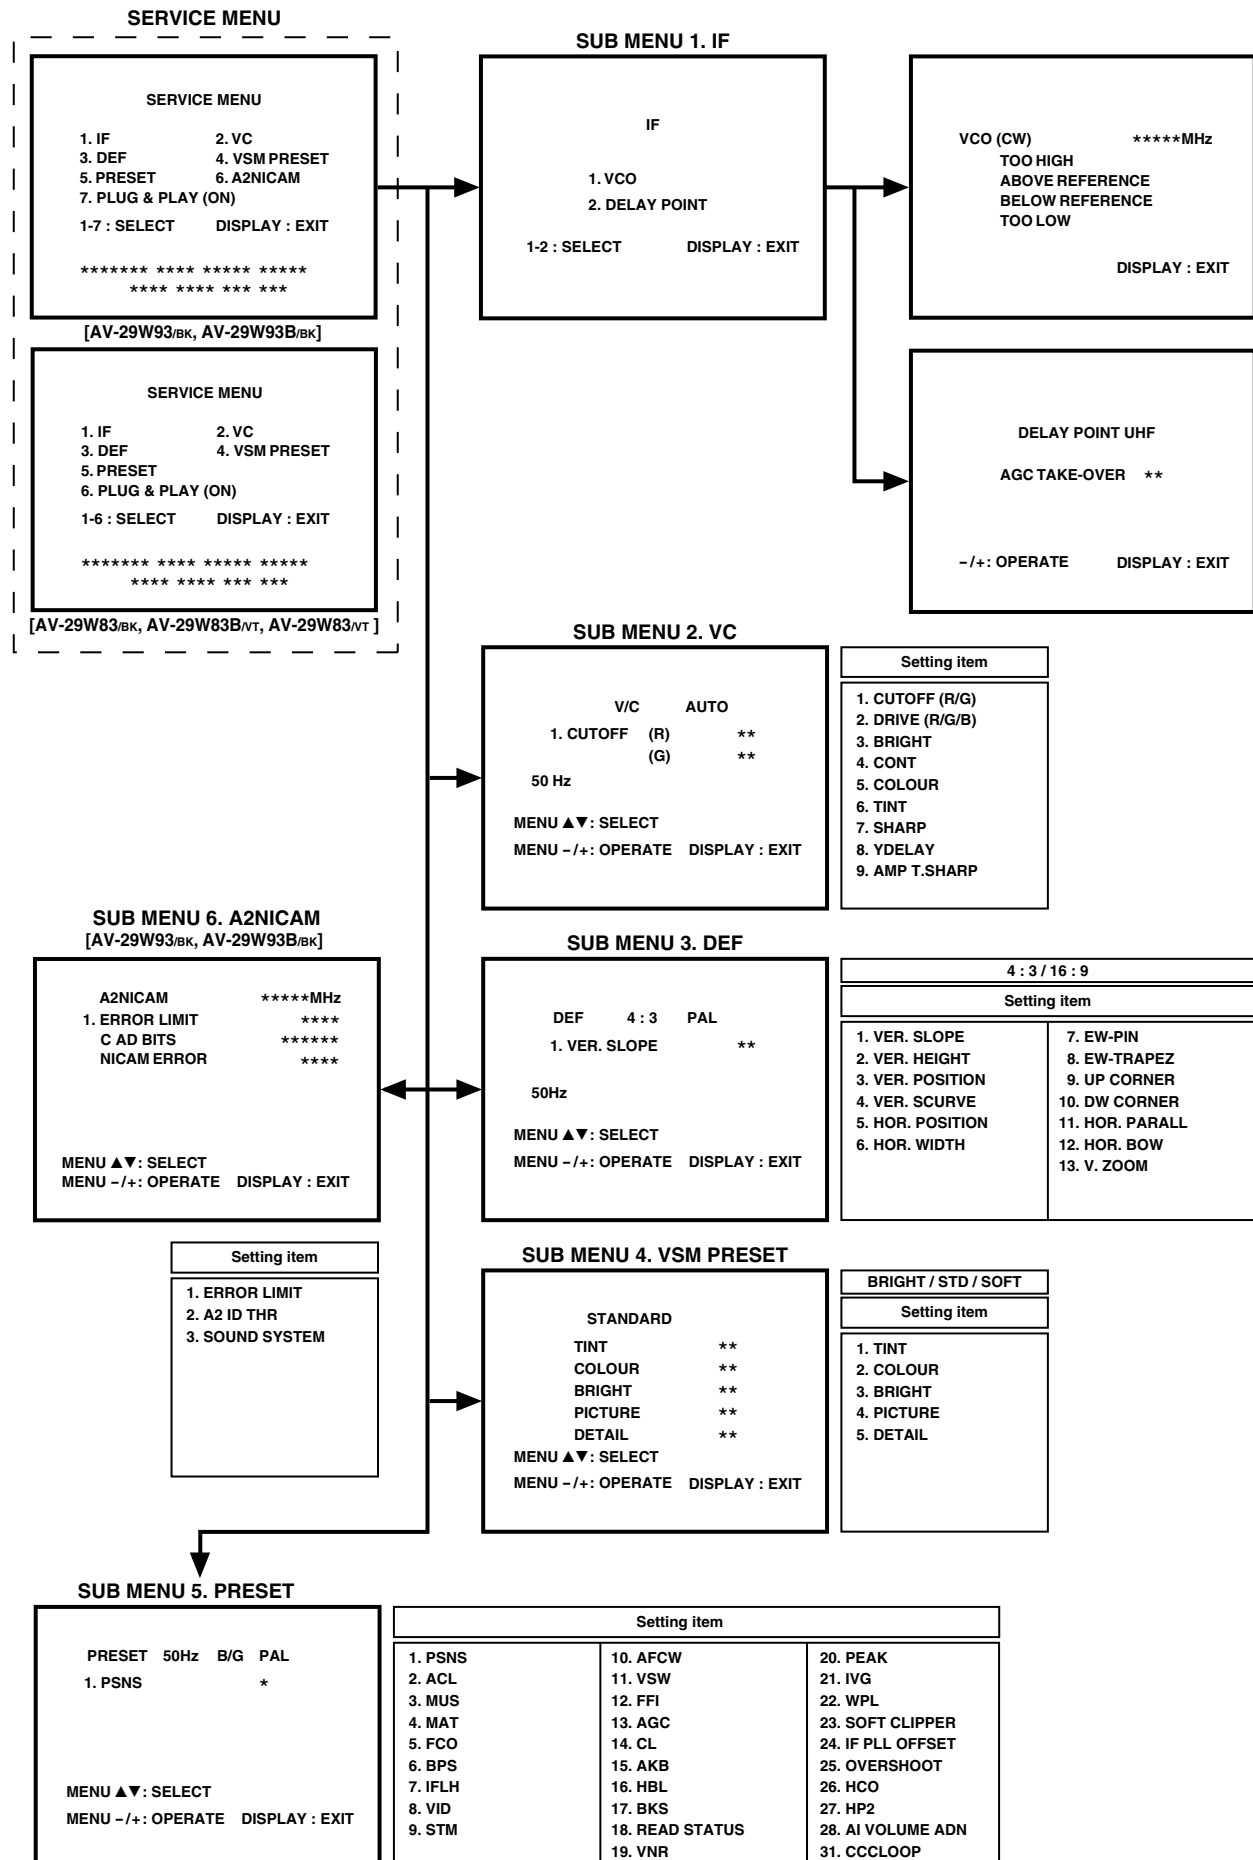 SERVICE MENU
SERVICE MENU
1. IF 2. VC
3. DEF 4. VSM PRESET
5. PRESET 6. A2NICAM
7. PLUG & PLAY (ON)
1-7 : SELECT DISPLAY : EXIT
******* **** ***** *****
**** **** *** ***
[AV-29W93/BK, AV-29W93B/BK]
SERVICE MENU
1. IF 2. VC
3. DEF 4. VSM PRESET
5. PRESET
6. PLUG & PLAY (ON)
1-6 : SELECT DISPLAY : EXIT
******* **** ***** *****
**** **** *** ***
[AV-29W83/BK, AV-29W83B/VT, AV-29W83/VT ]
SUB MENU 1. IF
IF
1. VCO
2. DELAY POINT
1-2 : SELECT DISPLAY : EXIT
VCO (CW) *****MHz
TOO HIGH
ABOVE REFERENCE
BELOW REFERENCE
TOO LOW
DISPLAY : EXIT
DELAY POINT UHF
AGC TAKE-OVER **
–/+: OPERATE DISPLAY : EXIT
SUB MENU 2. VC
V/C AUTO
1. CUTOFF (R) **
(G) **
50 Hz
MENU ▲▼: SELECT
MENU –/+: OPERATE DISPLAY : EXIT
Setting item
1. CUTOFF (R/G)
2. DRIVE (R/G/B)
3. BRIGHT
4. CONT
5. COLOUR
6. TINT
7. SHARP
8. YDELAY
9. AMP T.SHARP
SUB MENU 6. A2NICAM
[AV-29W93/BK, AV-29W93B/BK]
A2NICAM *****MHz
1. ERROR LIMIT ****
C AD BITS ******
NICAM ERROR ****
MENU ▲▼: SELECT
MENU –/+: OPERATE DISPLAY : EXIT
Setting item
1. ERROR LIMIT
2. A2 ID THR
3. SOUND SYSTEM
SUB MENU 3. DEF
DEF 4 : 3 PAL
1. VER. SLOPE **
50Hz
MENU ▲▼: SELECT
MENU –/+: OPERATE DISPLAY : EXIT
4 : 3 / 16 : 9
Setting item
1. VER. SLOPE
2. VER. HEIGHT
3. VER. POSITION
4. VER. SCURVE
5. HOR. POSITION
6. HOR. WIDTH
7. EW-PIN
8. EW-TRAPEZ
9. UP CORNER
10. DW CORNER
11. HOR. PARALL
12. HOR. BOW
13. V. ZOOM
SUB MENU 4. VSM PRESET
STANDARD
TINT **
COLOUR **
BRIGHT **
PICTURE **
DETAIL **
MENU ▲▼: SELECT
MENU –/+: OPERATE DISPLAY : EXIT
BRIGHT / STD / SOFT
Setting item
1. TINT
2. COLOUR
3. BRIGHT
4. PICTURE
5. DETAIL
SUB MENU 5. PRESET
PRESET 50Hz B/G PAL
1. PSNS *
MENU ▲▼: SELECT
MENU –/+: OPERATE DISPLAY : EXIT
Setting item
1. PSNS
2. ACL
3. MUS
4. MAT
5. FCO
6. BPS
7. IFLH
8. VID
9. STM
10. AFCW
11. VSW
12. FFI
13. AGC
14. CL
15. AKB
16. HBL
17. BKS
18. READ STATUS
19. VNR
20. PEAK
21. IVG
22. WPL
23. SOFT CLIPPER
24. IF PLL OFFSET
25. OVERSHOOT
26. HCO
27. HP2
28. AI VOLUME ADN
31. CCCLOOP